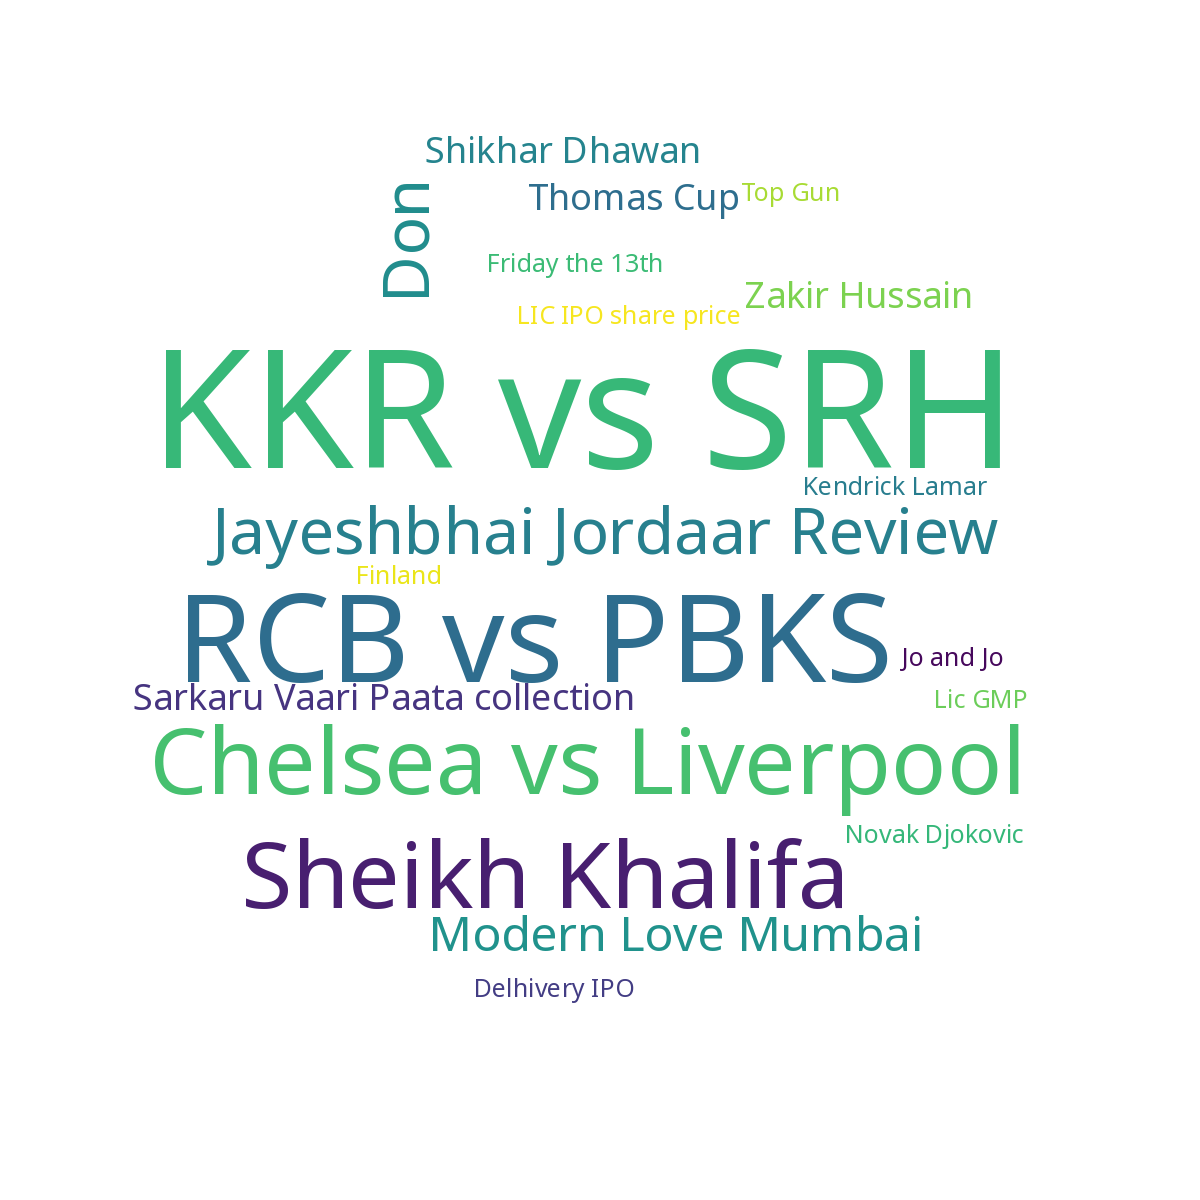 Shikhar Dhawan
Don
Thomas Cup
Top Gun
Friday the 13th
Zakir Hussain
LIC IPO share price
KKR vs SRH
Kendrick Lamar
Jayeshbhai Jordaar Review
Finland
RCB vs PBKS
Jo and Jo
Sarkaru Vaari Paata collection
Lic GMP
Chelsea vs Liverpool
Novak Djokovic
Sheikh Khalifa
Modern Love Mumbai
Delhivery IPO